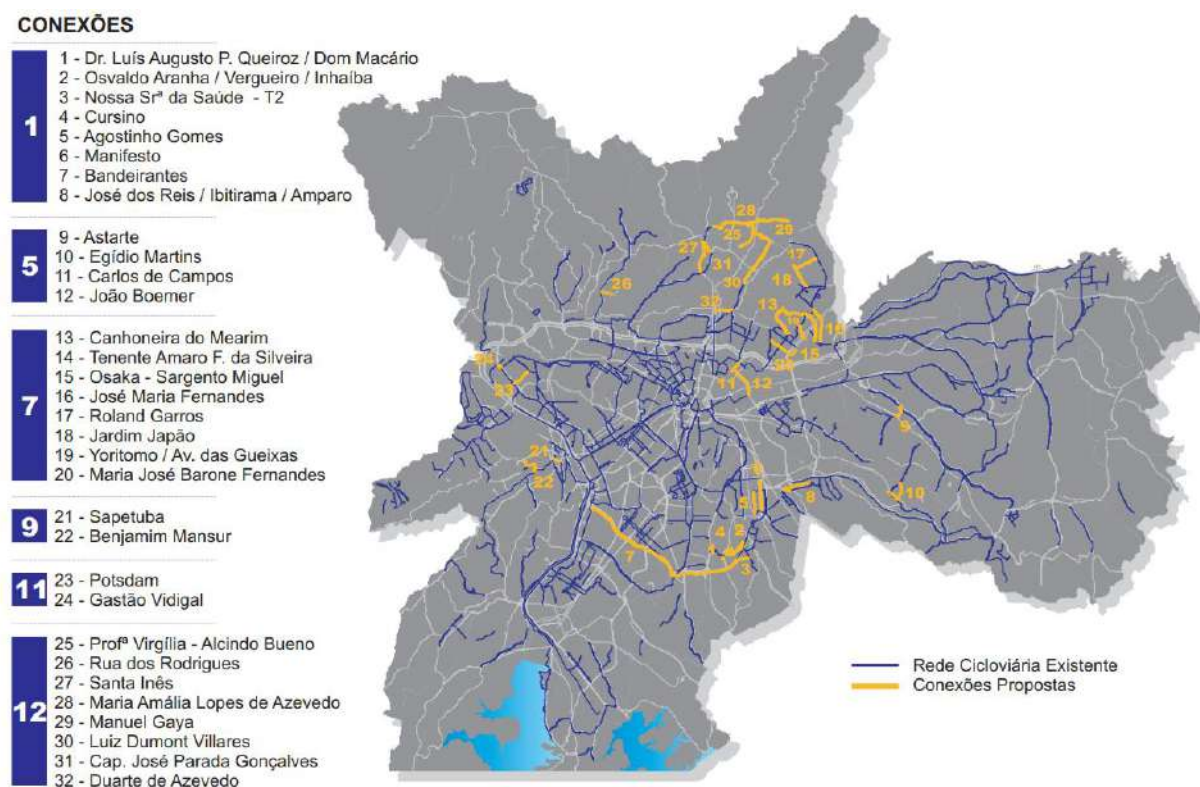 CONEXÕES
1
1 - Dr. Luís Augusto P. Queiroz / Dom Macário
2 - Osvaldo Aranha / Vergueiro / Inhaíba
3 - Nossa Srª da Saúde - T2
4 - Cursino
5 - Agostinho Gomes
6 - Manifesto
7 - Bandeirantes
8 - José dos Reis / Ibitirama / Amparo
5
9 - Astarte
10 - Egídio Martins
11 - Carlos de Campos
12 - João Boemer
7
13 - Canhoneira do Mearim
14 - Tenente Amaro F. da Silveira
15 - Osaka - Sargento Miguel
16 - José Maria Fernandes
17 - Roland Garros
18 - Jardim Japão
19 - Yoritomo / Av. das Gueixas
20 - Maria José Barone Fernandes
9
21 - Sapetuba
22 - Benjamim Mansur
11
23 - Potsdam
24 - Gastão Vidigal
12
25 - Profª Virgília - Alcindo Bueno
26 - Rua dos Rodrigues
27 - Santa Inês
28 - Maria Amália Lopes de Azevedo
29 - Manuel Gaya
30 - Luiz Dumont Villares
31 - Cap. José Parada Gonçalves
32 - Duarte de Azevedo
28
25
29
27
31
17
30
18
26
32
13
15
11
12
23
9
21
22
8
10
5
4
2
1
7
3
Rede Cicloviária Existente
Conexões Propostas